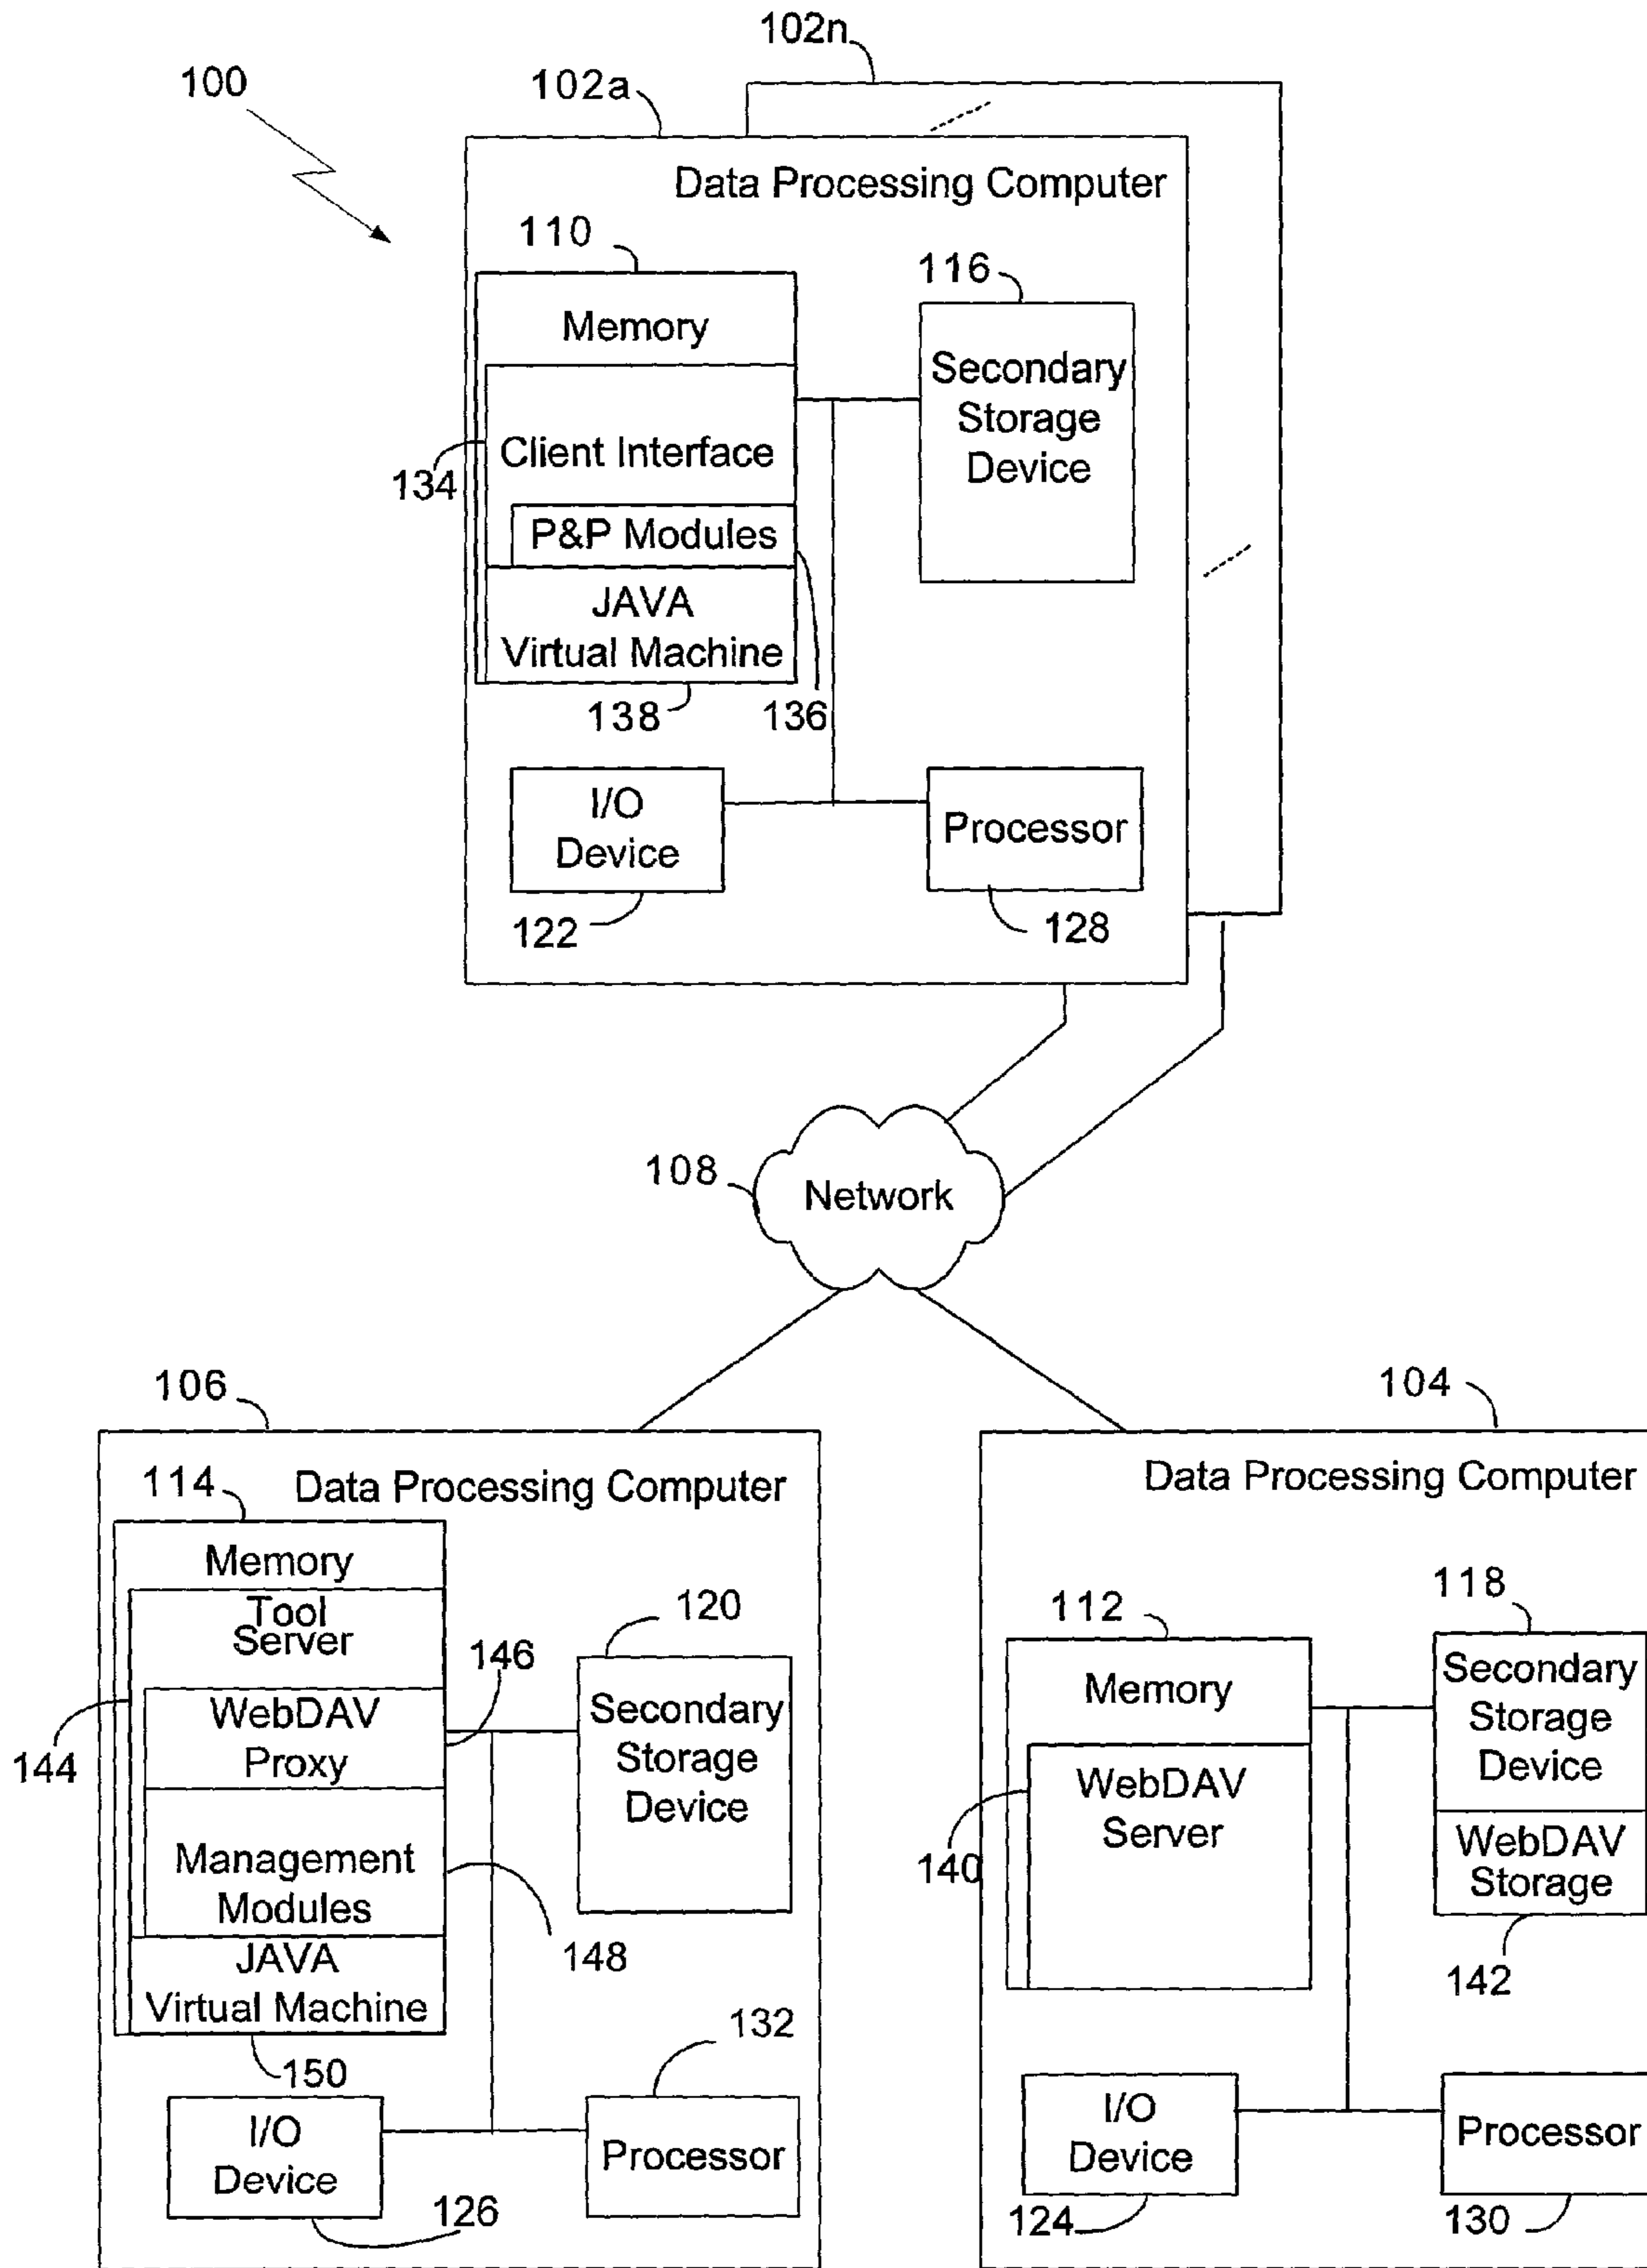 102n
100
102a
Data Processing Computer
110
116
Memory
Secondary
Storage
Device
Client Interface
134
P&P Modules
JAVA
Virtual Machine
138
136
I/O
Device
Processor
122
128
108
Network
106
104
Data Processing Computer
114
Memory
Tool
Server
120
146
WebDAV
Proxy
Secondary
Storage
Device
144
Management
Modules
148
JAVA
Virtual Machine
132
150
I/O
Device
Processor
126
Data Processing Computer
118
112
Memory
Secondary
Storage
Device
WebDAV
Server
140
WebDAV
Storage
142
I/O
Device
Processor
124
130